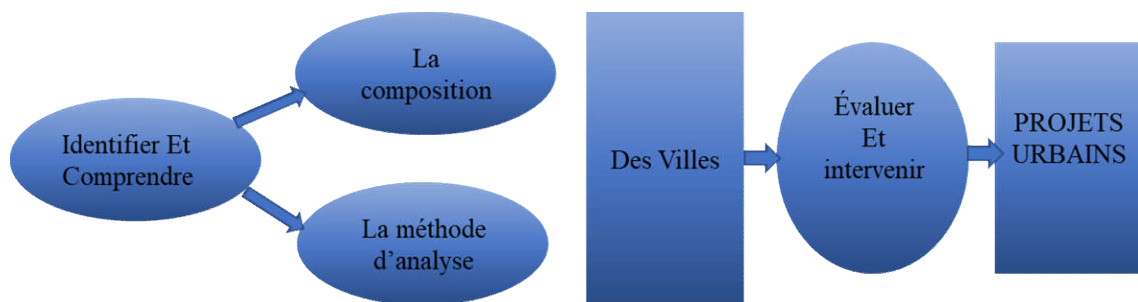 Identifier Et
Comprendre
La
composition
La méthode
d’analyse
Des Villes
Évaluer
Et
intervenir
PROJETS
URBAINS